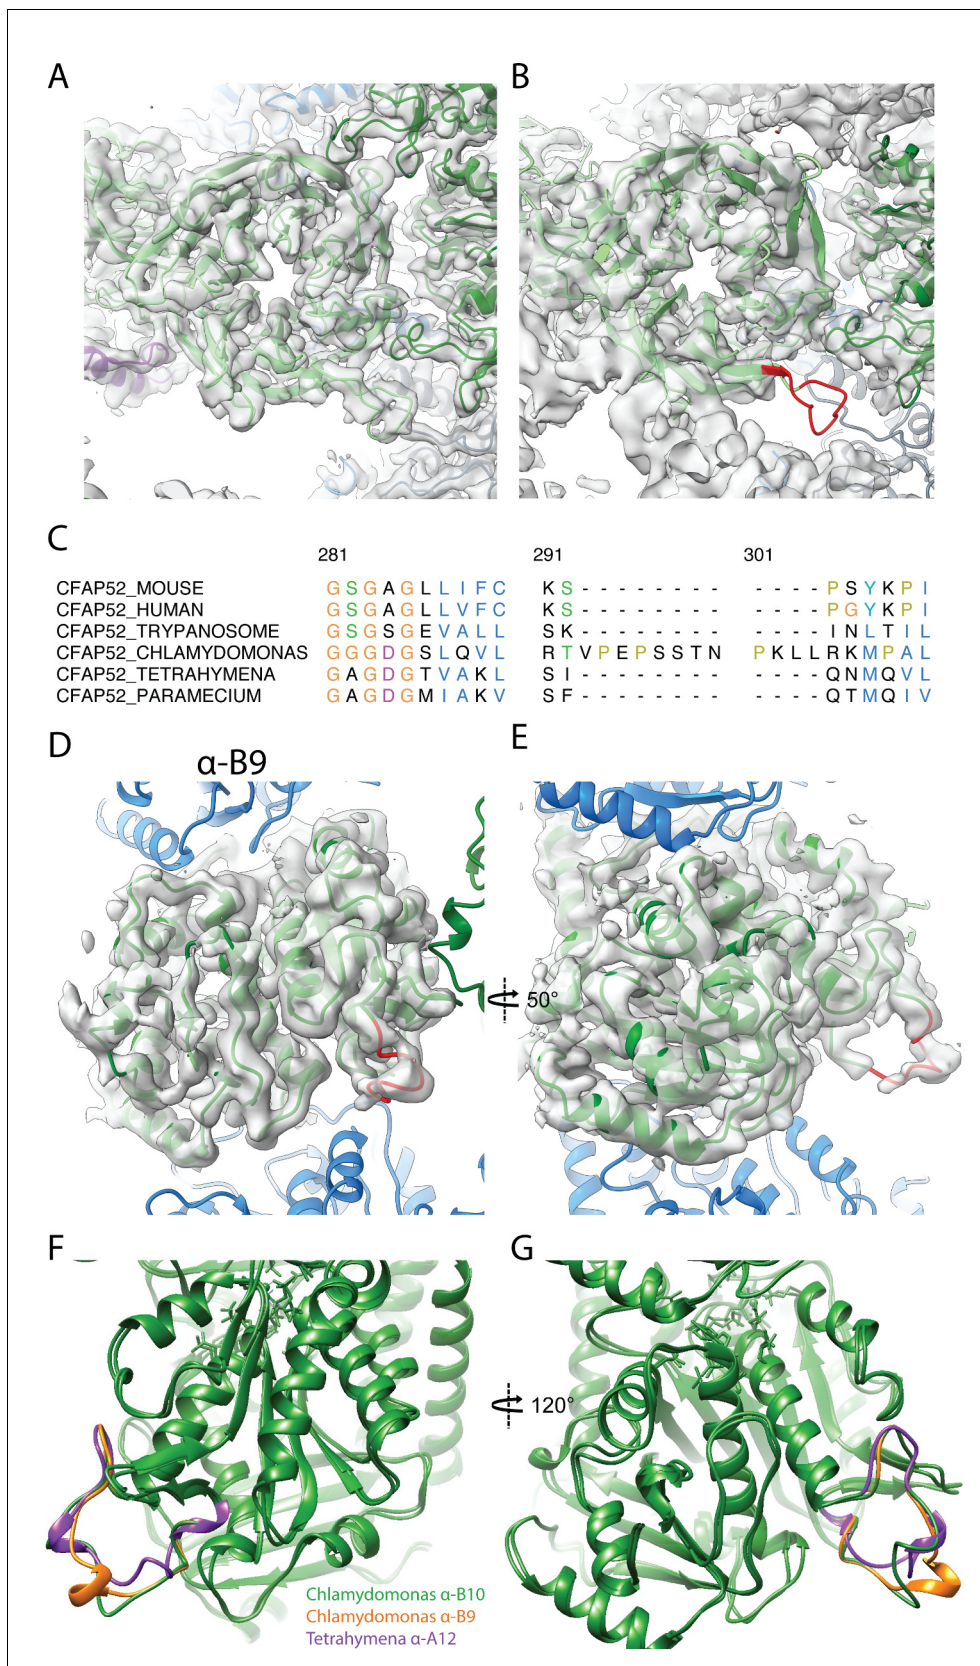 A
B
C
281 291 301
CFAP52_MOUSE GSGAGLLIFC KS-------- ----PSYKPI
CFAP52_HUMAN GSGAGLLVFC KS-------- ----PGYKPI
CFAP52_TRYPANOSOME GSGSGEVALL SK-------- ----INLTIL
CFAP52_CHLAMYDOMONAS GGGDGSLQVL RTVPEPSSTN PKLLRKMPAL
CFAP52_TETRAHYMENA GAGDGTVAKL SI-------- ----QNMQVL
CFAP52_PARAMECIUM GAGDGMIAKV SF-------- ----QTMQIV
D
α-B9
E
50°
F
G
120°
Chlamydomonas α-B10
Chlamydomonas α-B9
Tetrahymena α-A12